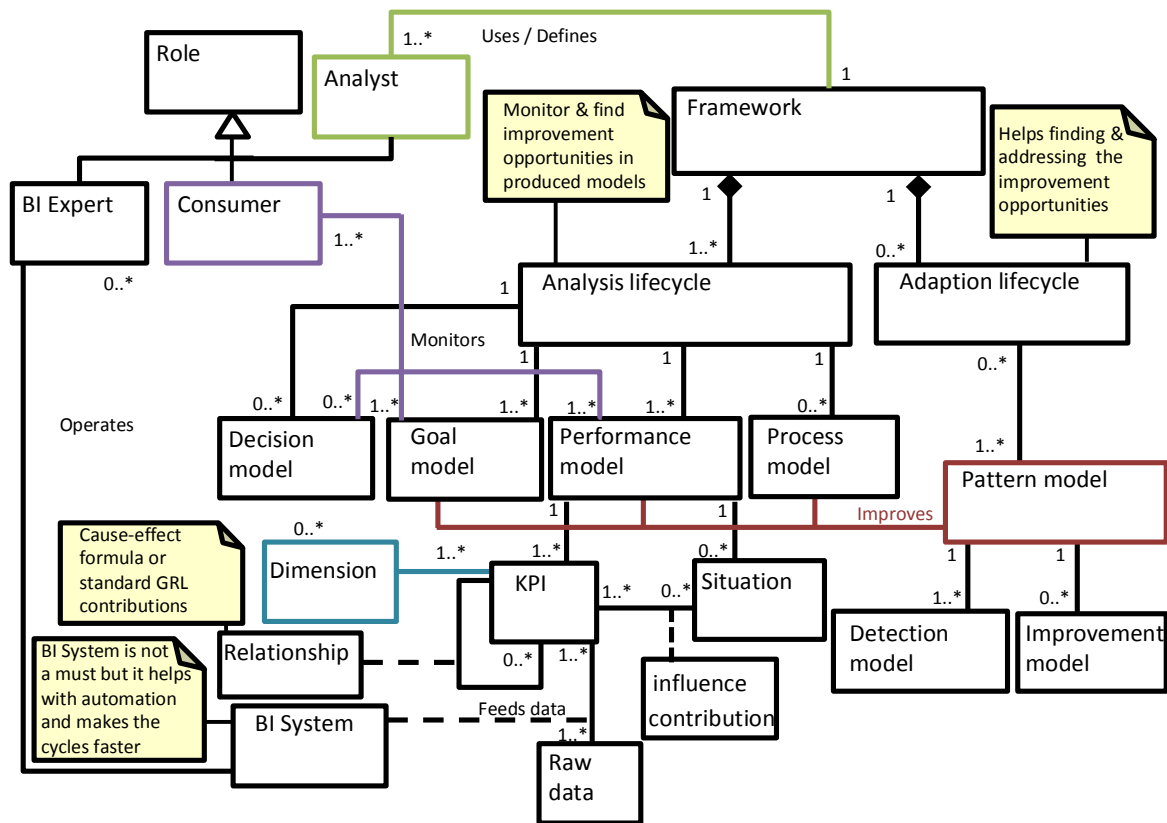 Role
1..*
Uses / Defines
Analyst
1
Framework
Monitor & find
improvement
opportunities in
produced models
Helps finding &
addressing the
improvement
opportunities
BI Expert
Consumer
1
1
1..*
1..*
0..*
0..*
Analysis lifecycle
Adaption lifecycle
1
Monitors
1
1
1
0..*
0..*
0..*
1..*
1..*
1..*
1..*
0..*
Operates
Decision
model
Goal
model
Performance
model
Process
model
1..*
Pattern model
Improves
1
1
Cause-effect
formula or
standard GRL
contributions
0..*
Dimension
1..*
1..*
0..*
KPI
Situation
1
1
1..*
0..*
1..*
0..*
Detection
model
Improvement
model
Relationship
0..*
1..*
influence
contribution
BI System is not
a must but it helps
with automation
and makes the
cycles faster
BI System
Feeds data
1..*
Raw
data